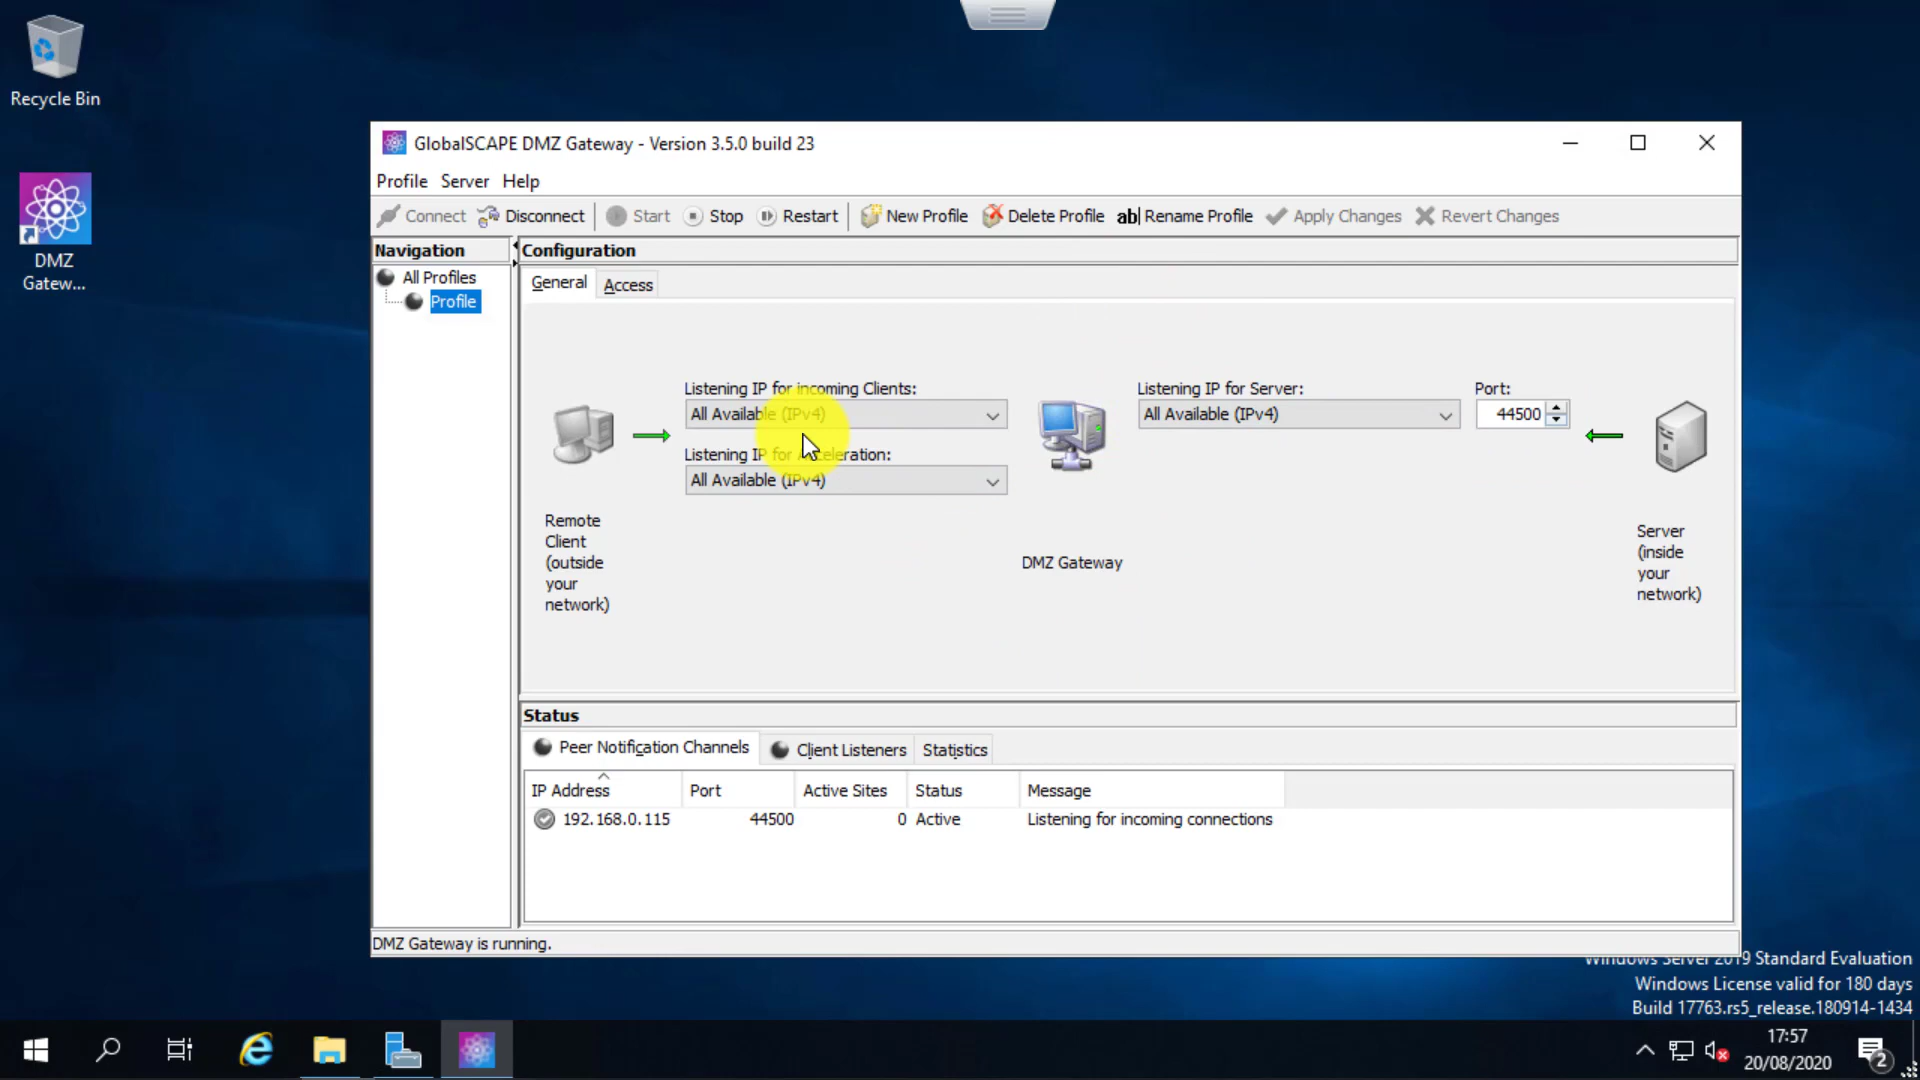 Recycle Bin
DMZ
Gatew...
GlobalSCAPE DMZ Gateway - Version 3.5.0 build 23
Profile Server Help
Connect Disconnect Start Stop Restart New Profile Delete Profile ab| Rename Profile Apply Changes Revert Changes
Navigation
Configuration
All Profiles
Profile
General Access
Listening IP for incoming Clients:
All Available (IPv4)
Listening IP for Acceleration:
All Available (IPv4)
Listening IP for Server:
All Available (IPv4)
Port:
44500
Remote
Client
(outside
your
network)
DMZ Gateway
Server
(inside
your
network)
Status
Peer Notification Channels Client Listeners Statistics
IP Address Port Active Sites Status Message
192.168.0.115 44500 0 Active Listening for incoming connections
DMZ Gateway is running.
Windows Server 2019 Standard Evaluation
Windows License valid for 180 days
Build 17763.rs5_release.180914-1434
17:57
20/08/2020
2